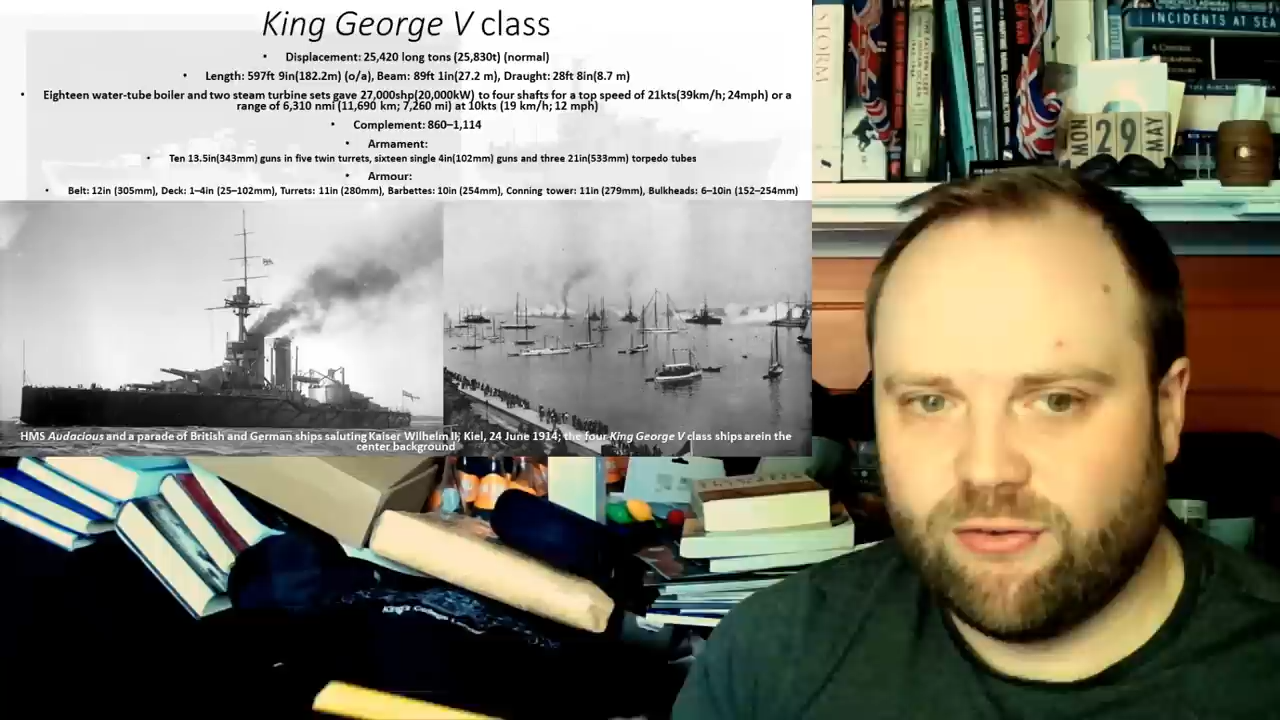 King George V class
• Displacement: 25,420 long tons (25,830t) (normal)
• Length: 597ft 9in(182.2m) (o/a), Beam: 89ft 1in(27.2 m), Draught: 28ft 8in(8.7 m)
• Eighteen water-tube boiler and two steam turbine sets gave 27,000shp(20,000kW) to four shafts for a top speed of 21kts(39km/h; 24mph) or a
range of 6,310 nmi (11,690 km; 7,260 mi) at 10kts (19 km/h; 12 mph)
• Complement: 860–1,114
• Armament:
• Ten 13.5in(343mm) guns in five twin turrets, sixteen single 4in(102mm) guns and three 21in(533mm) torpedo tubes
• Armour:
• Belt: 12in (305mm), Deck: 1–4in (25–102mm), Turrets: 11in (280mm), Barbettes: 10in (254mm), Conning tower: 11in (279mm), Bulkheads: 6–10in (152–254mm)
HMS Audacious and a parade of British and German ships saluting Kaiser Wilhelm II; Kiel, 24 June 1914; the four King George V class ships arein the
center background
STORM
INCIDENTS AT SEA
MON 29 MAY
King's